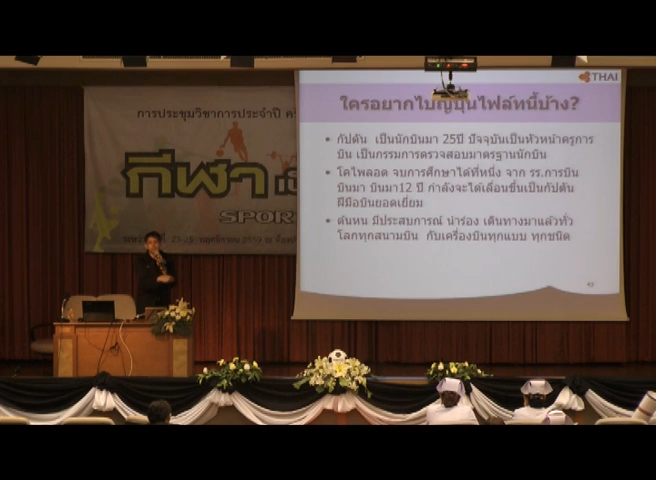 THAI
ใครอยากไปญี่ปุ่นไฟล์ทนี้บ้าง?
• กัปตัน เป็นนักบินมา 25ปี ปัจจุบันเป็นหัวหน้าครูการ
บิน เป็นกรรมการตรวจสอบมาตรฐานนักบิน
• โคไพลอต จบการศึกษาได้ที่หนึ่ง จาก รร.การบิน
บินมา บินมา12 ปี กำลังจะได้เลื่อนขึ้นเป็นกัปตัน
ฝีมือบินยอดเยี่ยม
• ต้นหน มีประสบการณ์ นำร่อง เดินทางมาแล้วทั่ว
โลกทุกสนามบิน กับเครื่องบินทุกแบบ ทุกชนิด
43
การประชุมวิชาการประจำปี
กีฬา
SPOR